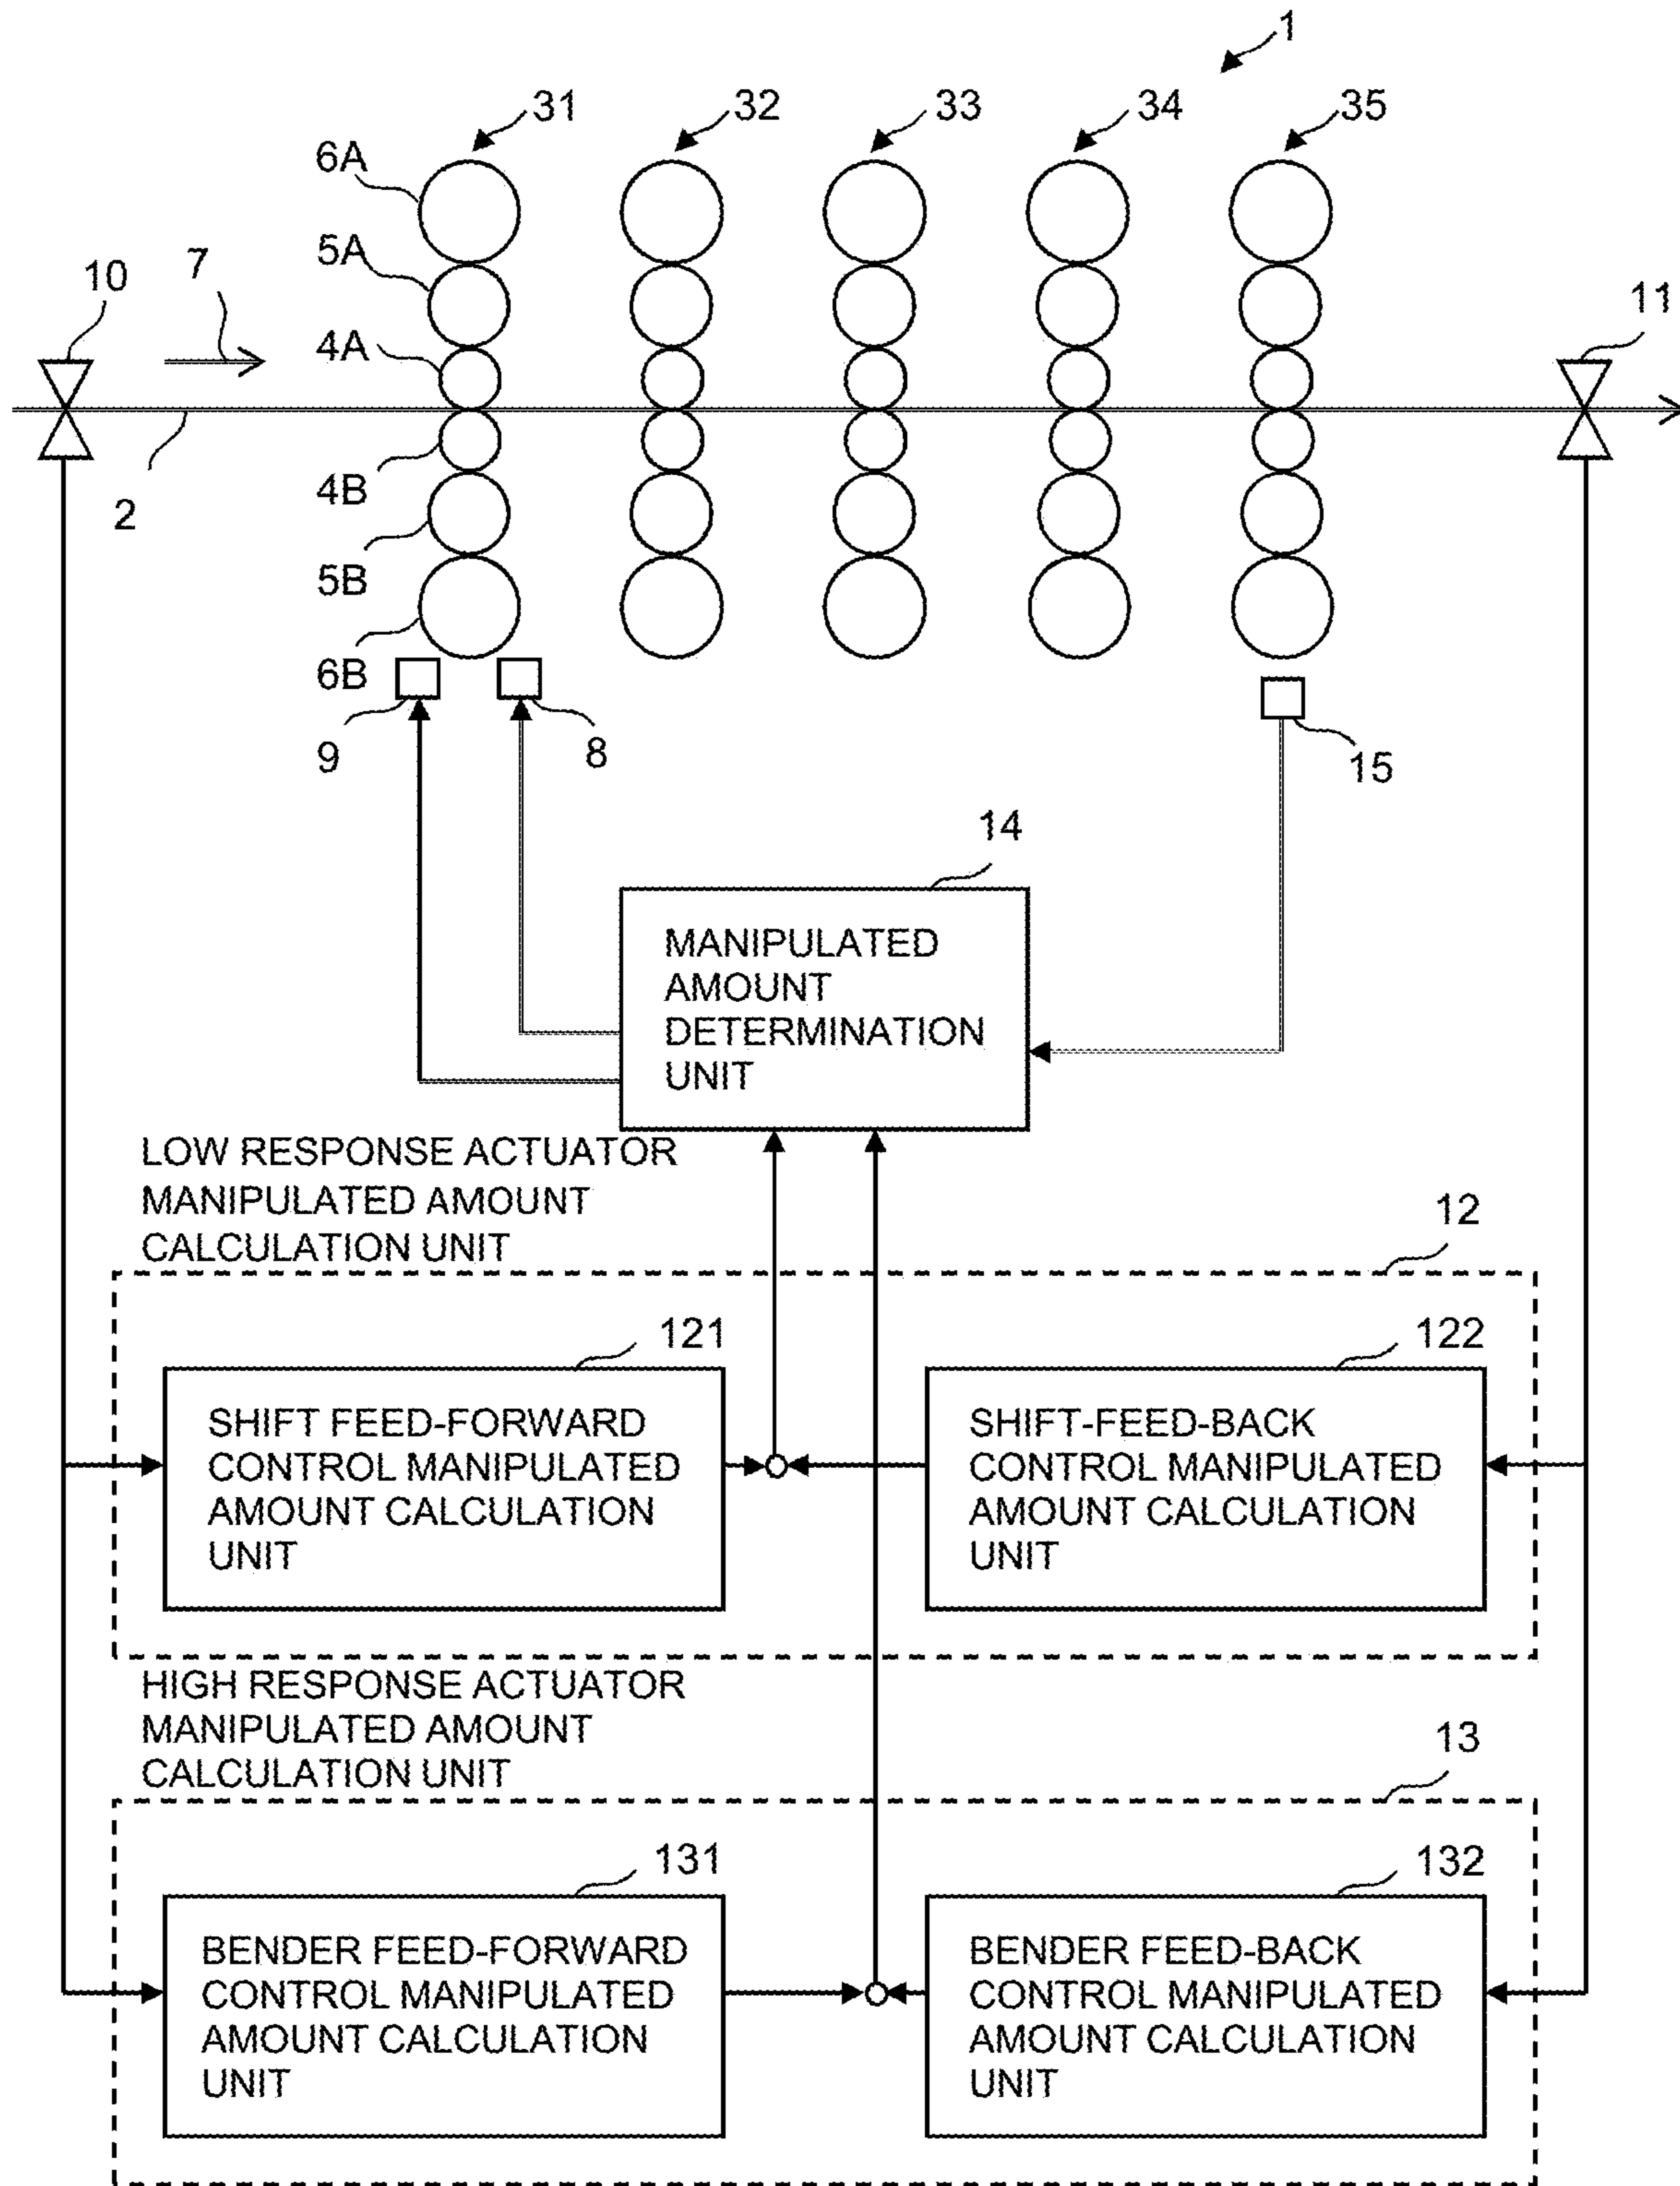 1
31
32
33
34
35
6A
5A
10
7
11
4A
2
4B
5B
6B
9
8
15
14
MANIPULATED
AMOUNT
DETERMINATION
UNIT
LOW RESPONSE ACTUATOR
MANIPULATED AMOUNT
CALCULATION UNIT
12
121
122
SHIFT FEED-FORWARD
CONTROL MANIPULATED
AMOUNT CALCULATION
UNIT
SHIFT-FEED-BACK
CONTROL MANIPULATED
AMOUNT CALCULATION
UNIT
HIGH RESPONSE ACTUATOR
MANIPULATED AMOUNT
CALCULATION UNIT
13
131
132
BENDER FEED-FORWARD
CONTROL MANIPULATED
AMOUNT CALCULATION
UNIT
BENDER FEED-BACK
CONTROL MANIPULATED
AMOUNT CALCULATION
UNIT